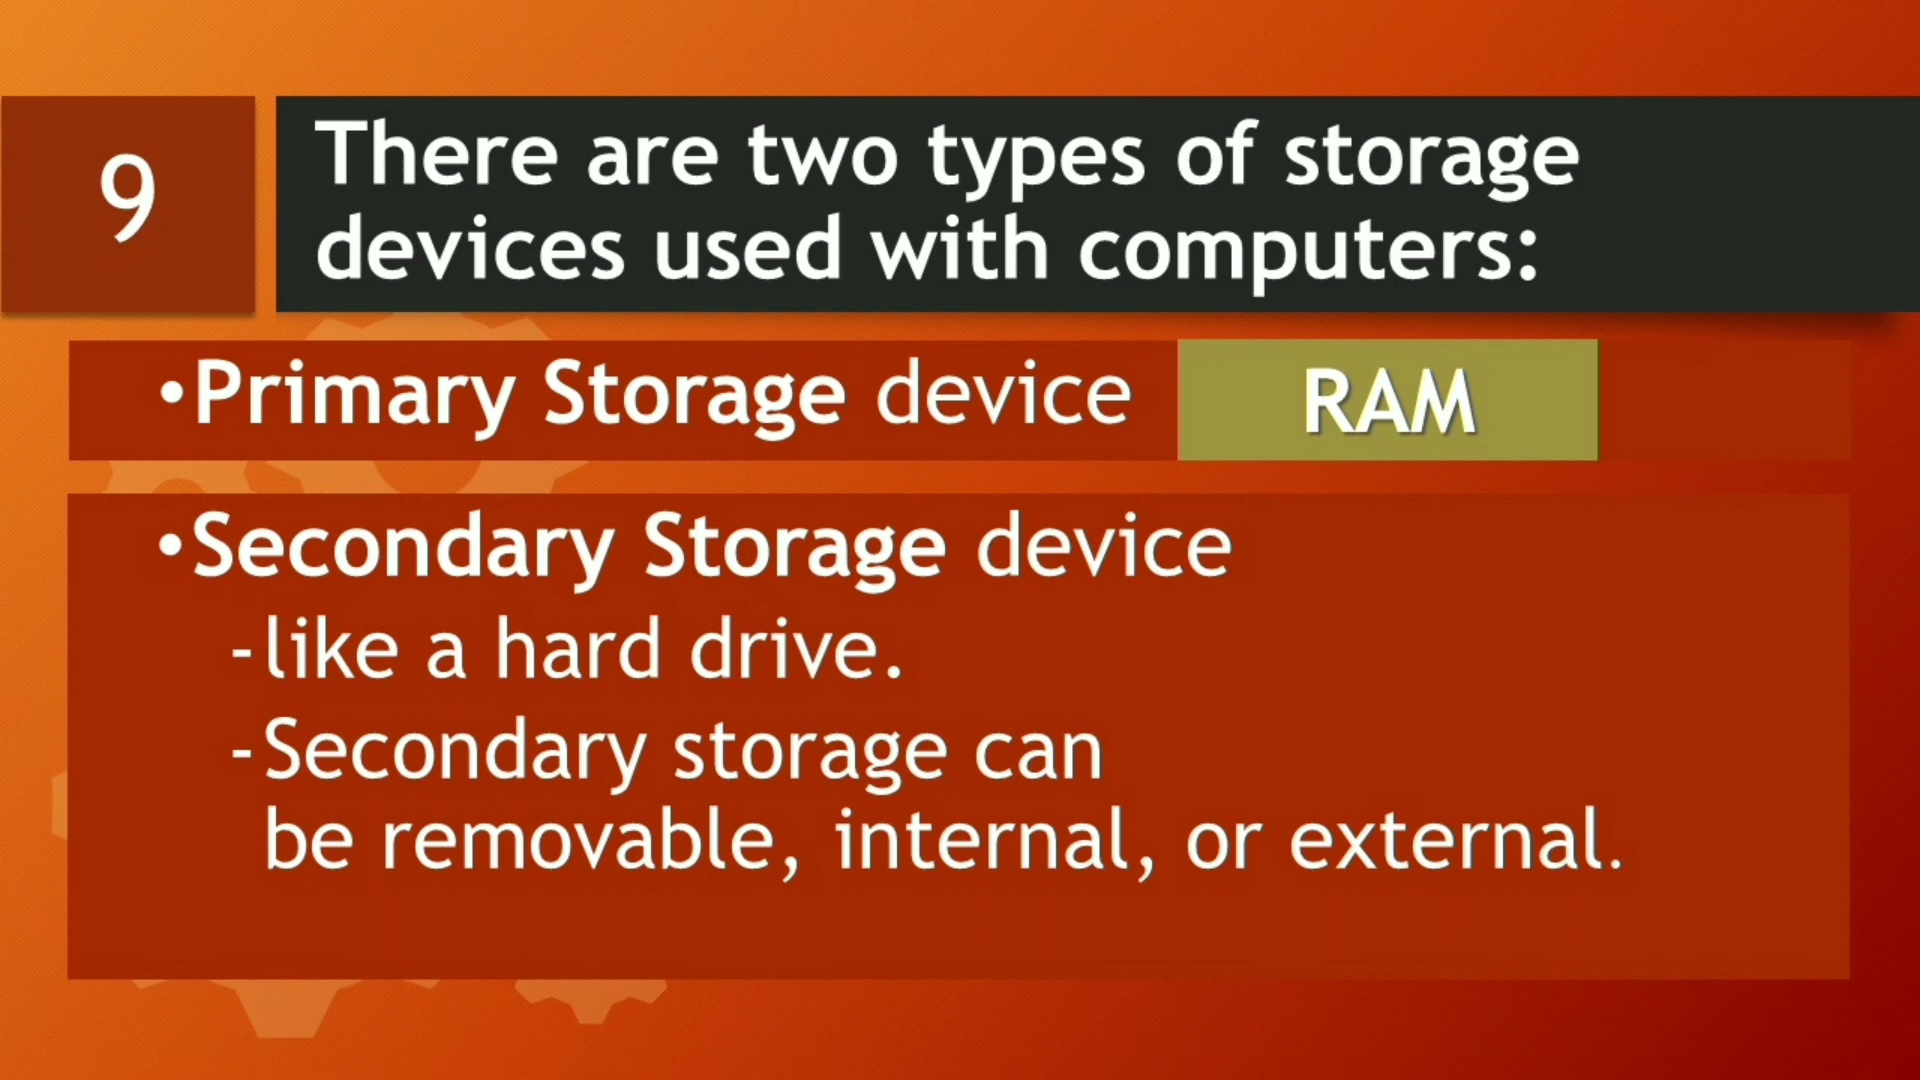 9
There are two types of storage
devices used with computers:
•Primary Storage device
RAM
•Secondary Storage device
-like a hard drive.
-Secondary storage can
be removable, internal, or external.